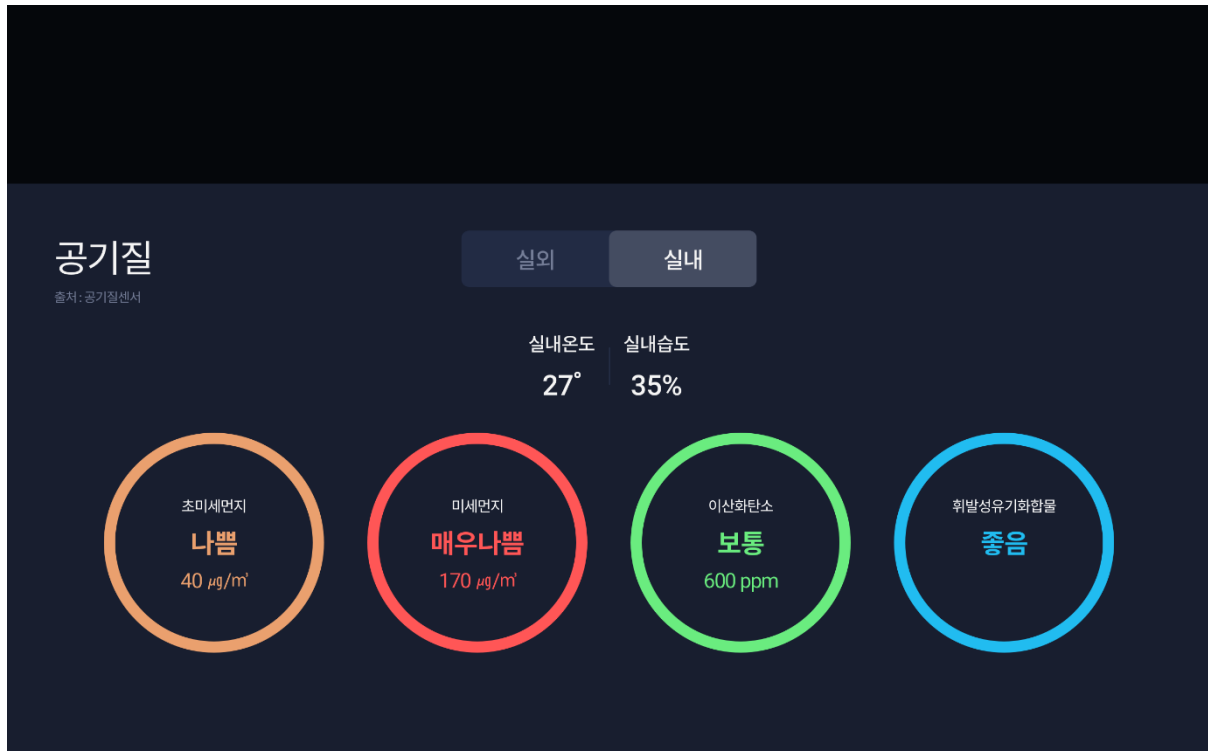 공기질
출처 : 공기질센서
실외
실내
실내온도
27°
실내습도
35%
초미세먼지
나쁨
40 ㎍/㎥
미세먼지
매우나쁨
170 ㎍/㎥
이산화탄소
보통
600 ppm
휘발성유기화합물
좋음